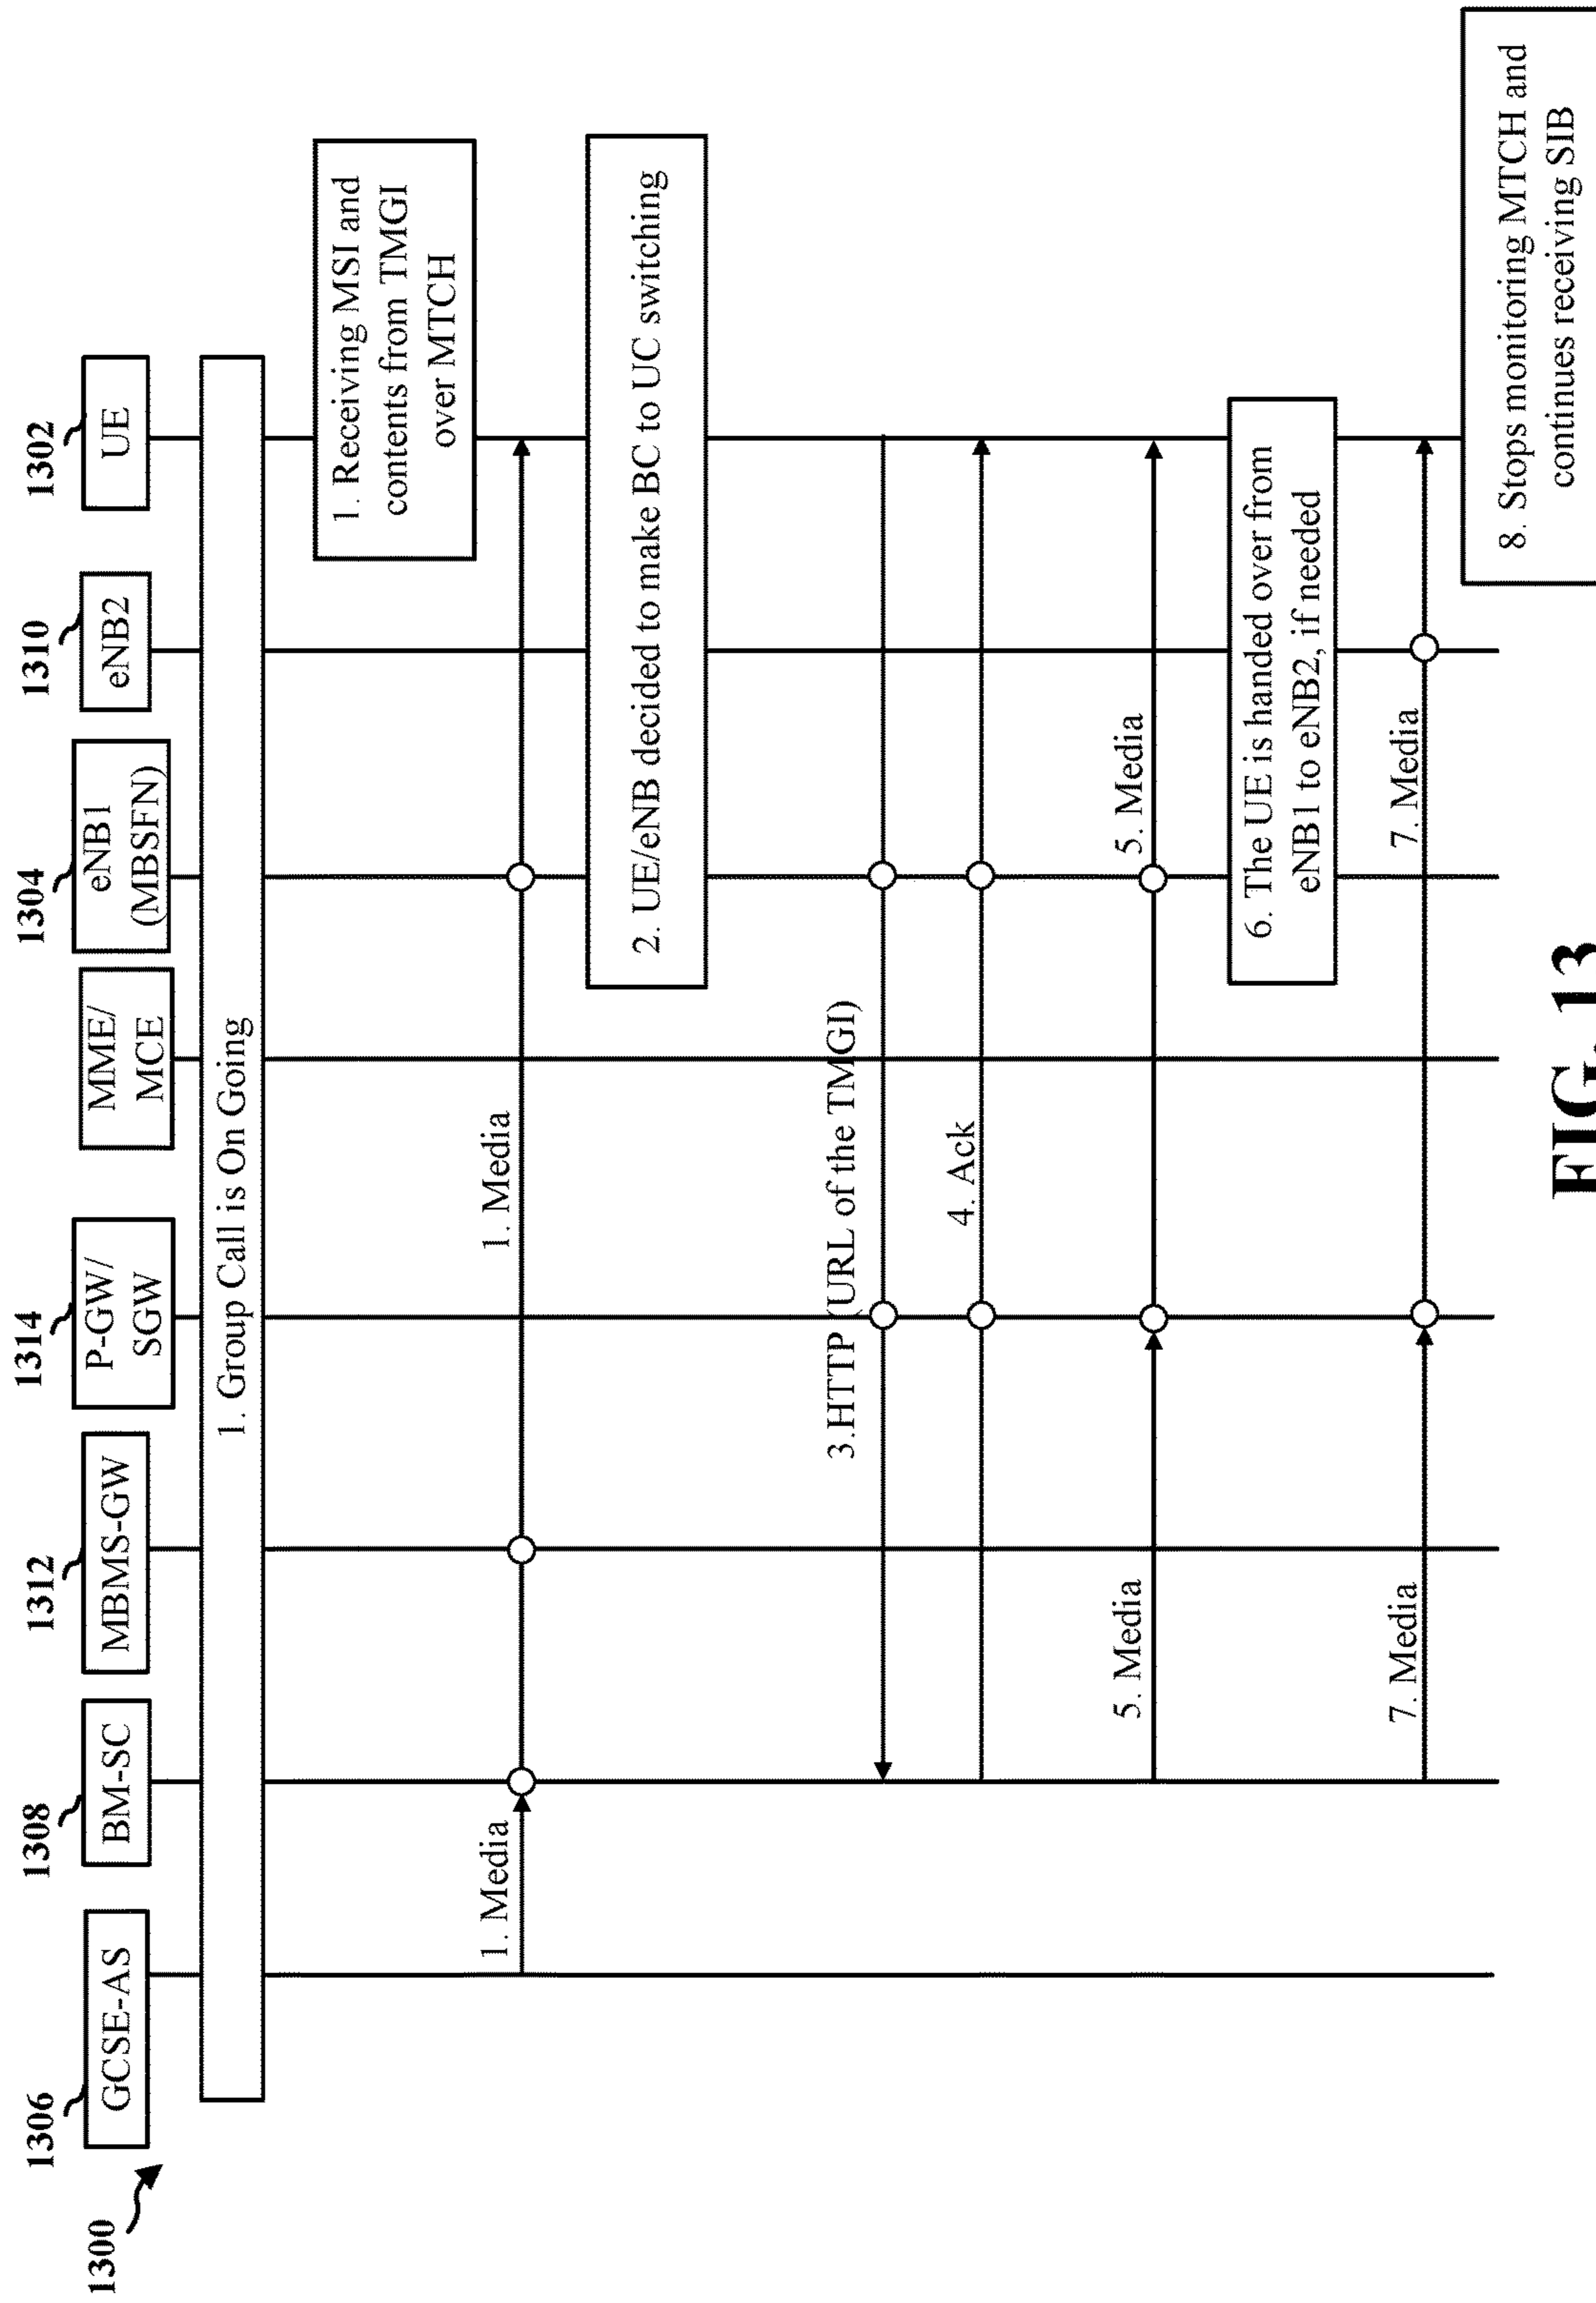 1300
1306
GCSE-AS
1308
BM-SC
1312
MBMS-GW
1314
P-GW/
SGW
MME/
MCE
1304
eNB1
(MBSFN)
1310
eNB2
1302
UE
1. Group Call is On Going
1. Receiving MSI and
contents from TMGI
over MTCH
1. Media
1. Media
2. UE/eNB decided to make BC to UC switching
3.HTTP (URL of the TMGI)
4. Ack
5. Media
5. Media
6. The UE is handed over from
eNB1 to eNB2, if needed
7. Media
7. Media
8. Stops monitoring MTCH and
continues receiving SIB
FIG. 13